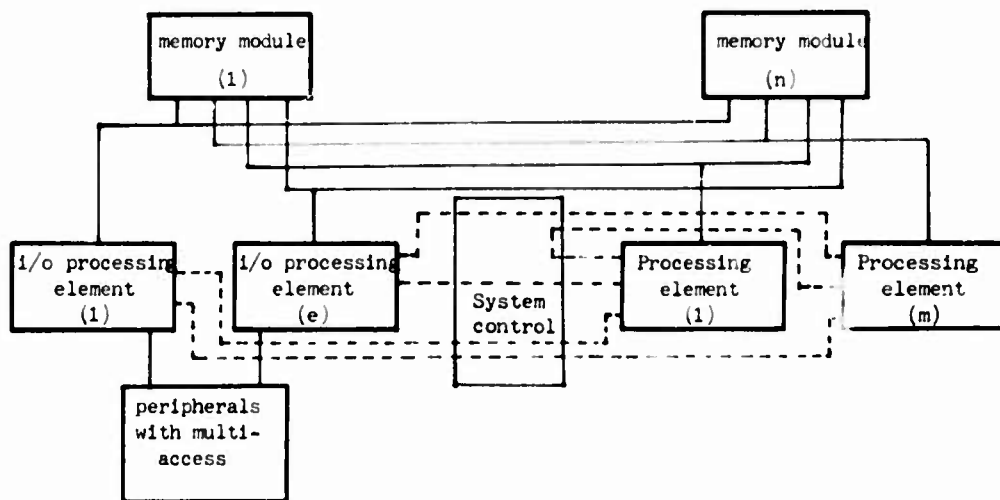 memory module
(1)
memory module
(n)
i/o processing
element
(1)
i/o processing
element
(e)
System
control
Processing
element
(1)
Processing
element
(m)
peripherals
with multi-
access